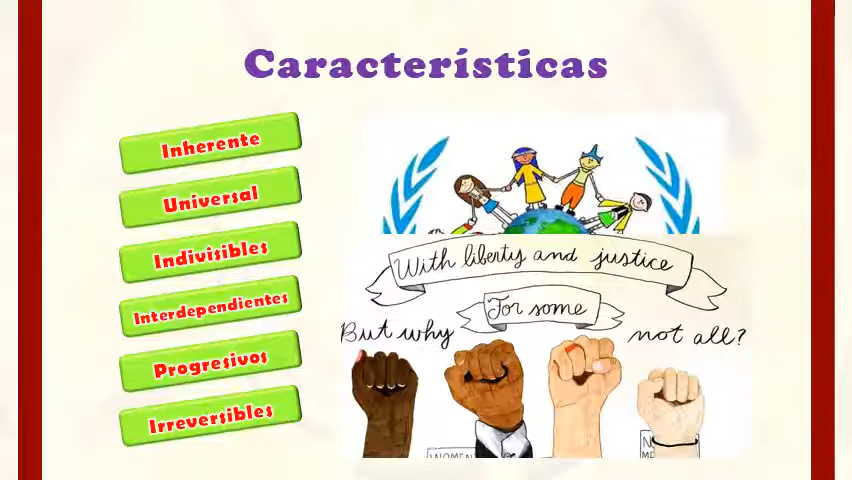 Características
Inherente
Universal
Indivisibles
Interdependientes
Progresivos
Irreversibles
With liberty and justice
For some
But why not all?